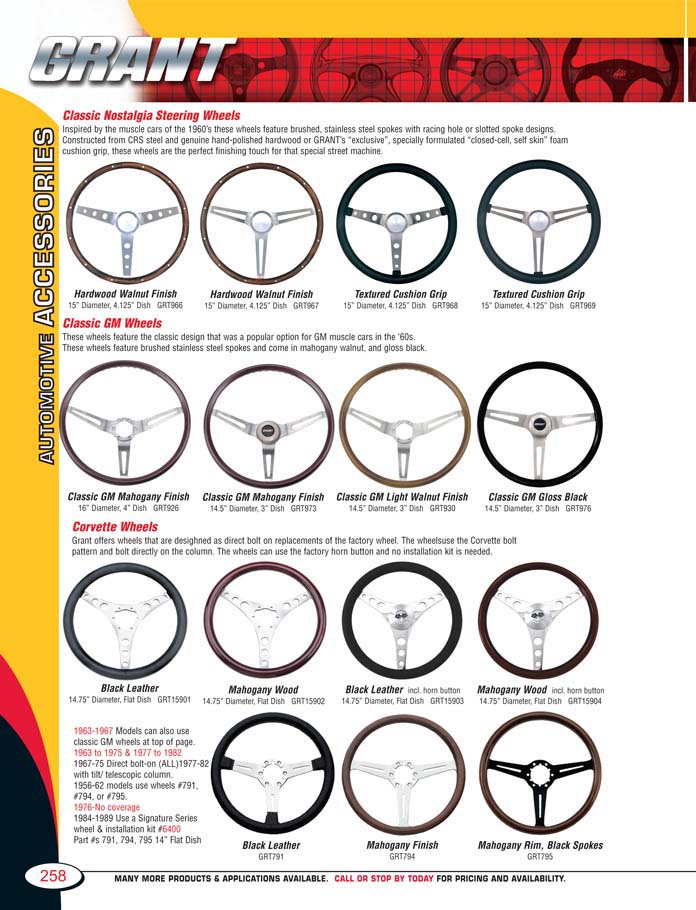 GRANT
AUTOMOTIVE ACCESSORIES
Classic Nostalgia Steering Wheels
Inspired by the muscle cars of the 1960's these wheels feature brushed, stainless steel spokes with racing hole or slotted spoke designs.
Constructed from CRS steel and genuine hand-polished hardwood or GRANT's "exclusive", specially formulated "closed-cell, self skin" foam
cushion grip, these wheels are the perfect finishing touch for that special street machine.
Hardwood Walnut Finish
15" Diameter, 4.125" Dish GRT966
Hardwood Walnut Finish
15" Diameter, 4.125" Dish GRT967
Textured Cushion Grip
15" Diameter, 4.125" Dish GRT968
Textured Cushion Grip
15" Diameter, 4.125" Dish GRT969
Classic GM Wheels
These wheels feature the classic design that was a popular option for GM muscle cars in the '60s.
These wheels feature brushed stainless steel spokes and come in mahogany walnut, and gloss black.
GRANT
GRANT
Classic GM Mahogany Finish
16" Diameter, 4" Dish GRT926
Classic GM Mahogany Finish
14.5" Diameter, 3" Dish GRT973
Classic GM Light Walnut Finish
14.5" Diameter, 3" Dish GRT930
Classic GM Gloss Black
14.5" Diameter, 3" Dish GRT976
Corvette Wheels
Grant offers wheels that are desighned as direct bolt on replacements of the factory wheel. The wheelsuse the Corvette bolt
pattern and bolt directly on the column. The wheels can use the factory horn button and no installation kit is needed.
Black Leather
14.75" Diameter, Flat Dish GRT15901
Mahogany Wood
14.75" Diameter, Flat Dish GRT15902
Black Leather incl. horn button
14.75" Diameter, Flat Dish GRT15903
Mahogany Wood incl. horn button
14.75" Diameter, Flat Dish GRT15904
1963-1967 Models can also use
classic GM wheels at top of page.
1963 to 1975 & 1977 to 1982
1967-75 Direct bolt-on (ALL)1977-82
with tilt/ telescopic column.
1956-62 models use wheels #791,
#794, or #795.
1976-No coverage
1984-1989 Use a Signature Series
wheel & installation kit #6400
Part #s 791, 794, 795 14" Flat Dish
Black Leather
GRT791
Mahogany Finish
GRT794
Mahogany Rim, Black Spokes
GRT795
258
MANY MORE PRODUCTS & APPLICATIONS AVAILABLE. CALL OR STOP BY TODAY FOR PRICING AND AVAILABILITY.